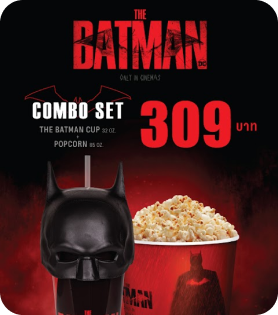 THE
BATMAN
DC
ONLY IN CINEMAS
COMBO SET
THE BATMAN CUP 32 OZ.
+
POPCORN 85 OZ.
309 บาท